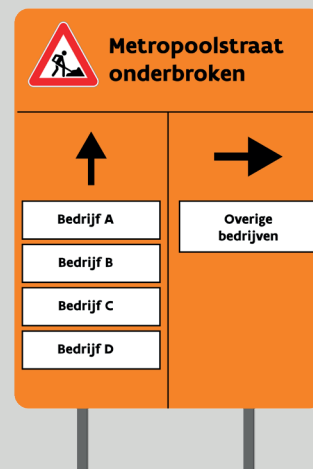 Metropoolstraat
onderbroken
Bedrijf A
Bedrijf B
Bedrijf C
Bedrijf D
Overige
bedrijven